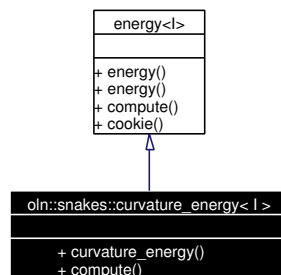 energy<I>
+ energy()
+ energy()
+ compute()
+ cookie()
oln::snakes::curvature_energy< I >
+ curvature_energy()
+ compute()